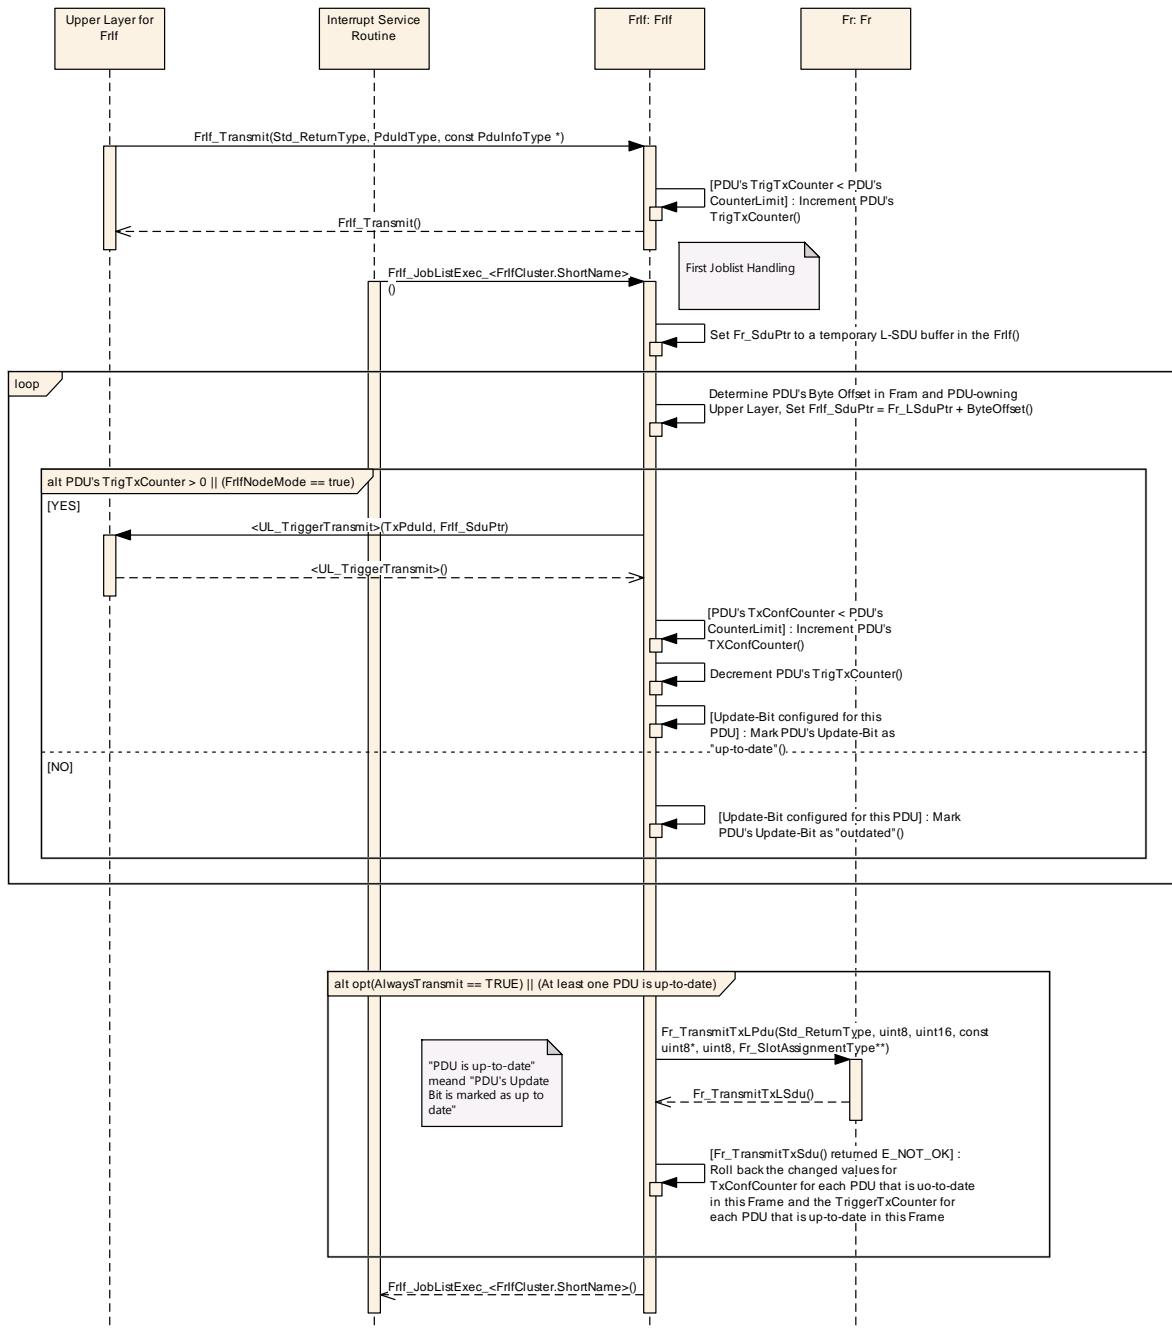 Upper Layer for
FrIf
Interrupt Service
Routine
FrIf: FrIf
Fr: Fr
FrIf_Transmit(Std_ReturnType, PduIdType, const PduInfoType *)
[PDU's TrigTxCounter < PDU's
CounterLimit] : Increment PDU's
TrigTxCounter()
FrIf_Transmit()
First Joblist Handling
FrIf_JobListExec_<FrIfCluster.ShortName>
()
Set Fr_SduPtr to a temporary L-SDU buffer in the FrIf()
loop
Determine PDU's Byte Offset in Fram and PDU-owning
Upper Layer, Set FrIf_SduPtr = Fr_LSduPtr + ByteOffset()
alt PDU's TrigTxCounter > 0 || (FrIfNodeMode == true)
[YES]
<UL_TriggerTransmit>(TxPduId, FrIf_SduPtr)
<UL_TriggerTransmit>()
[PDU's TxConfCounter < PDU's
CounterLimit] : Increment PDU's
TXConfCounter()
Decrement PDU's TrigTxCounter()
[Update-Bit configured for this
PDU] : Mark PDU's Update-Bit as
"up-to-date"()
[NO]
[Update-Bit configured for this PDU] : Mark
PDU's Update-Bit as "outdated"()
alt opt(AlwaysTransmit == TRUE) || (At least one PDU is up-to-date)
Fr_TransmitTxLPdu(Std_ReturnType, uint8, uint16, const
uint8*, uint8, Fr_SlotAssignmentType**)
"PDU is up-to-date"
meand "PDU's Update
Bit is marked as up to
date"
Fr_TransmitTxLSdu()
[Fr_TransmitTxSdu() returned E_NOT_OK] :
Roll back the changed values for
TxConfCounter for each PDU that is uo-to-date
in this Frame and the TriggerTxCounter for
each PDU that is up-to-date in this Frame
FrIf_JobListExec_<FrIfCluster.ShortName>()